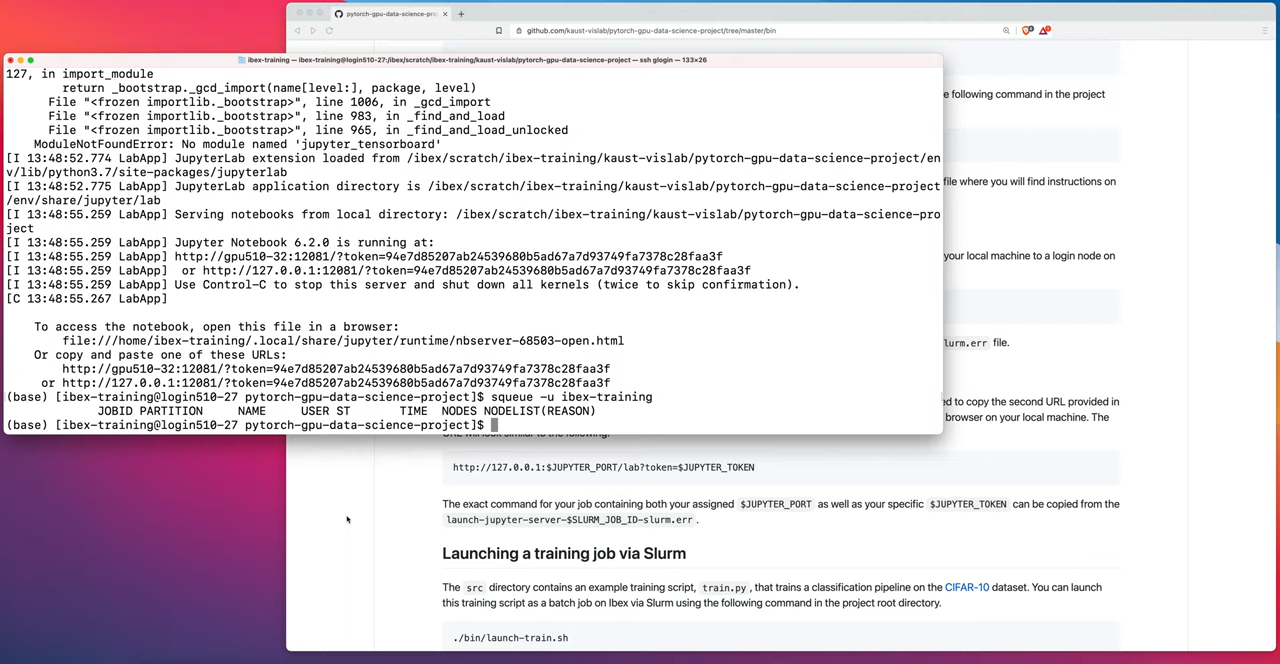 pytorch-gpu-data-science-proj
github.com/kaust-vislab/pytorch-gpu-data-science-project/tree/master/bin
ibex-training — ibex-training@login510-27:/ibex/scratch/ibex-training/kaust-vislab/pytorch-gpu-data-science-project — ssh glogin — 133×26
127, in import_module
return _bootstrap._gcd_import(name[level:], package, level)
File "<frozen importlib._bootstrap>", line 1006, in _gcd_import
File "<frozen importlib._bootstrap>", line 983, in _find_and_load
File "<frozen importlib._bootstrap>", line 965, in _find_and_load_unlocked
ModuleNotFoundError: No module named 'jupyter_tensorboard'
[I 13:48:52.774 LabApp] JupyterLab extension loaded from /ibex/scratch/ibex-training/kaust-vislab/pytorch-gpu-data-science-project/en
v/lib/python3.7/site-packages/jupyterlab
[I 13:48:52.775 LabApp] JupyterLab application directory is /ibex/scratch/ibex-training/kaust-vislab/pytorch-gpu-data-science-project
/env/share/jupyter/lab
[I 13:48:55.259 LabApp] Serving notebooks from local directory: /ibex/scratch/ibex-training/kaust-vislab/pytorch-gpu-data-science-pro
ject
[I 13:48:55.259 LabApp] Jupyter Notebook 6.2.0 is running at:
[I 13:48:55.259 LabApp] http://gpu510-32:12081/?token=94e7d85207ab24539680b5ad67a7d93749fa7378c28faa3f
[I 13:48:55.259 LabApp]  or http://127.0.0.1:12081/?token=94e7d85207ab24539680b5ad67a7d93749fa7378c28faa3f
[I 13:48:55.259 LabApp] Use Control-C to stop this server and shut down all kernels (twice to skip confirmation).
[C 13:48:55.267 LabApp]
To access the notebook, open this file in a browser:
file:///home/ibex-training/.local/share/jupyter/runtime/nbserver-68503-open.html
Or copy and paste one of these URLs:
http://gpu510-32:12081/?token=94e7d85207ab24539680b5ad67a7d93749fa7378c28faa3f
or http://127.0.0.1:12081/?token=94e7d85207ab24539680b5ad67a7d93749fa7378c28faa3f
(base) [ibex-training@login510-27 pytorch-gpu-data-science-project]$ squeue -u ibex-training
JOBID PARTITION     NAME     USER ST       TIME  NODES NODELIST(REASON)
(base) [ibex-training@login510-27 pytorch-gpu-data-science-project]$
e following command in the project
file where you will find instructions on
your local machine to a login node on
slurm.err file.
ed to copy the second URL provided in
browser on your local machine. The
URL will look similar to the following:
http://127.0.0.1:$JUPYTER_PORT/lab?token=$JUPYTER_TOKEN
The exact command for your job containing both your assigned $JUPYTER_PORT as well as your specific $JUPYTER_TOKEN can be copied from the
launch-jupyter-server-$SLURM_JOB_ID-slurm.err .
Launching a training job via Slurm
The src directory contains an example training script, train.py , that trains a classification pipeline on the CIFAR-10 dataset. You can launch
this training script as a batch job on Ibex via Slurm using the following command in the project root directory.
./bin/launch-train.sh